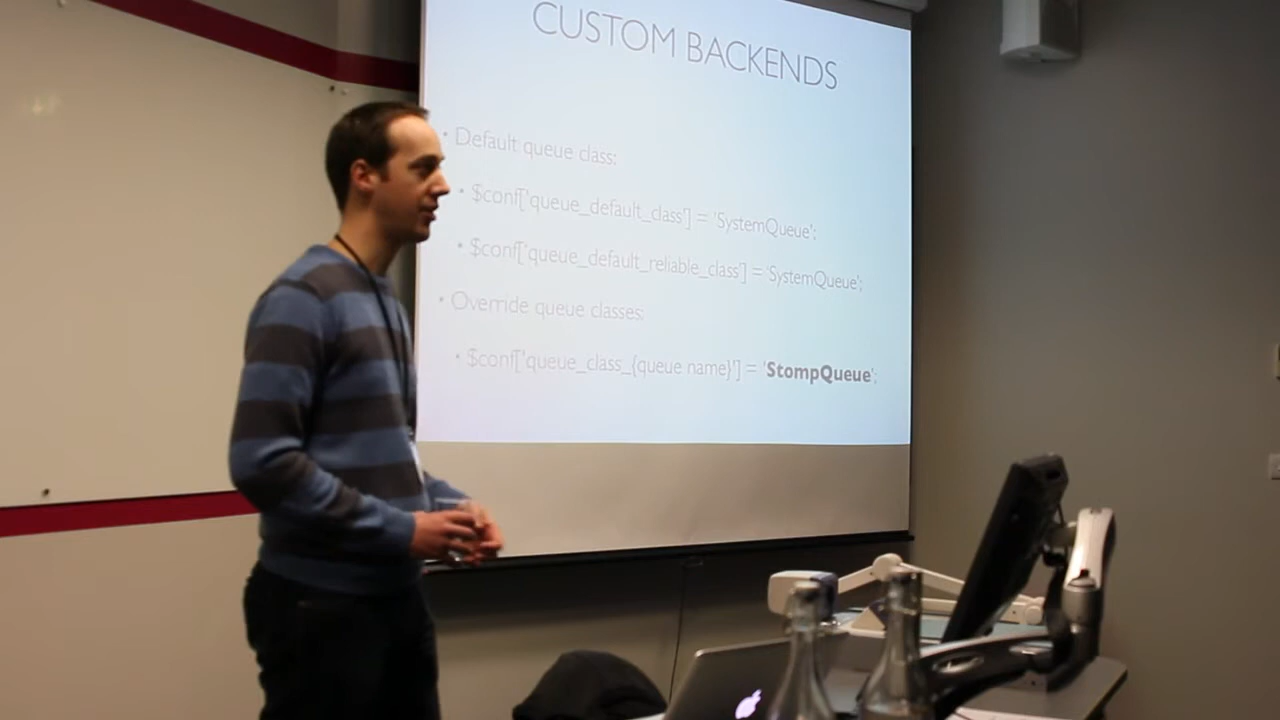 CUSTOM BACKENDS
• Default queue class:
• $conf['queue_default_class'] = 'SystemQueue';
• $conf['queue_default_reliable_class'] = 'SystemQueue';
• Override queue classes:
• $conf['queue_class_{queue name}'] = 'StompQueue';